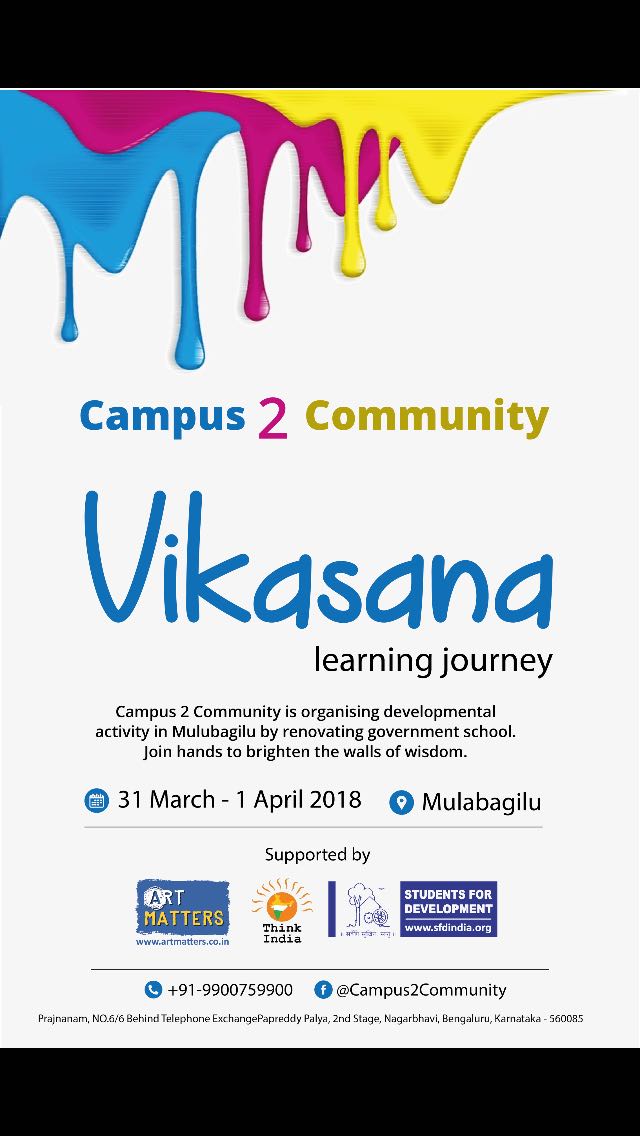 Campus 2 Community
Vikasana
learning journey
Campus 2 Community is organising developmental
activity in Mulubagilu by renovating government school.
Join hands to brighten the walls of wisdom.
31 March - 1 April 2018
Mulabagilu
Supported by
ART
MATTERS
www.artmatters.co.in
Think
India
STUDENTS FOR
DEVELOPMENT
www.sfdindia.org
+91-9900759900
@Campus2Community
Prajnanam, NO.6/6 Behind Telephone ExchangePapreddy Palya, 2nd Stage, Nagarbhavi, Bengaluru, Karnataka - 560085